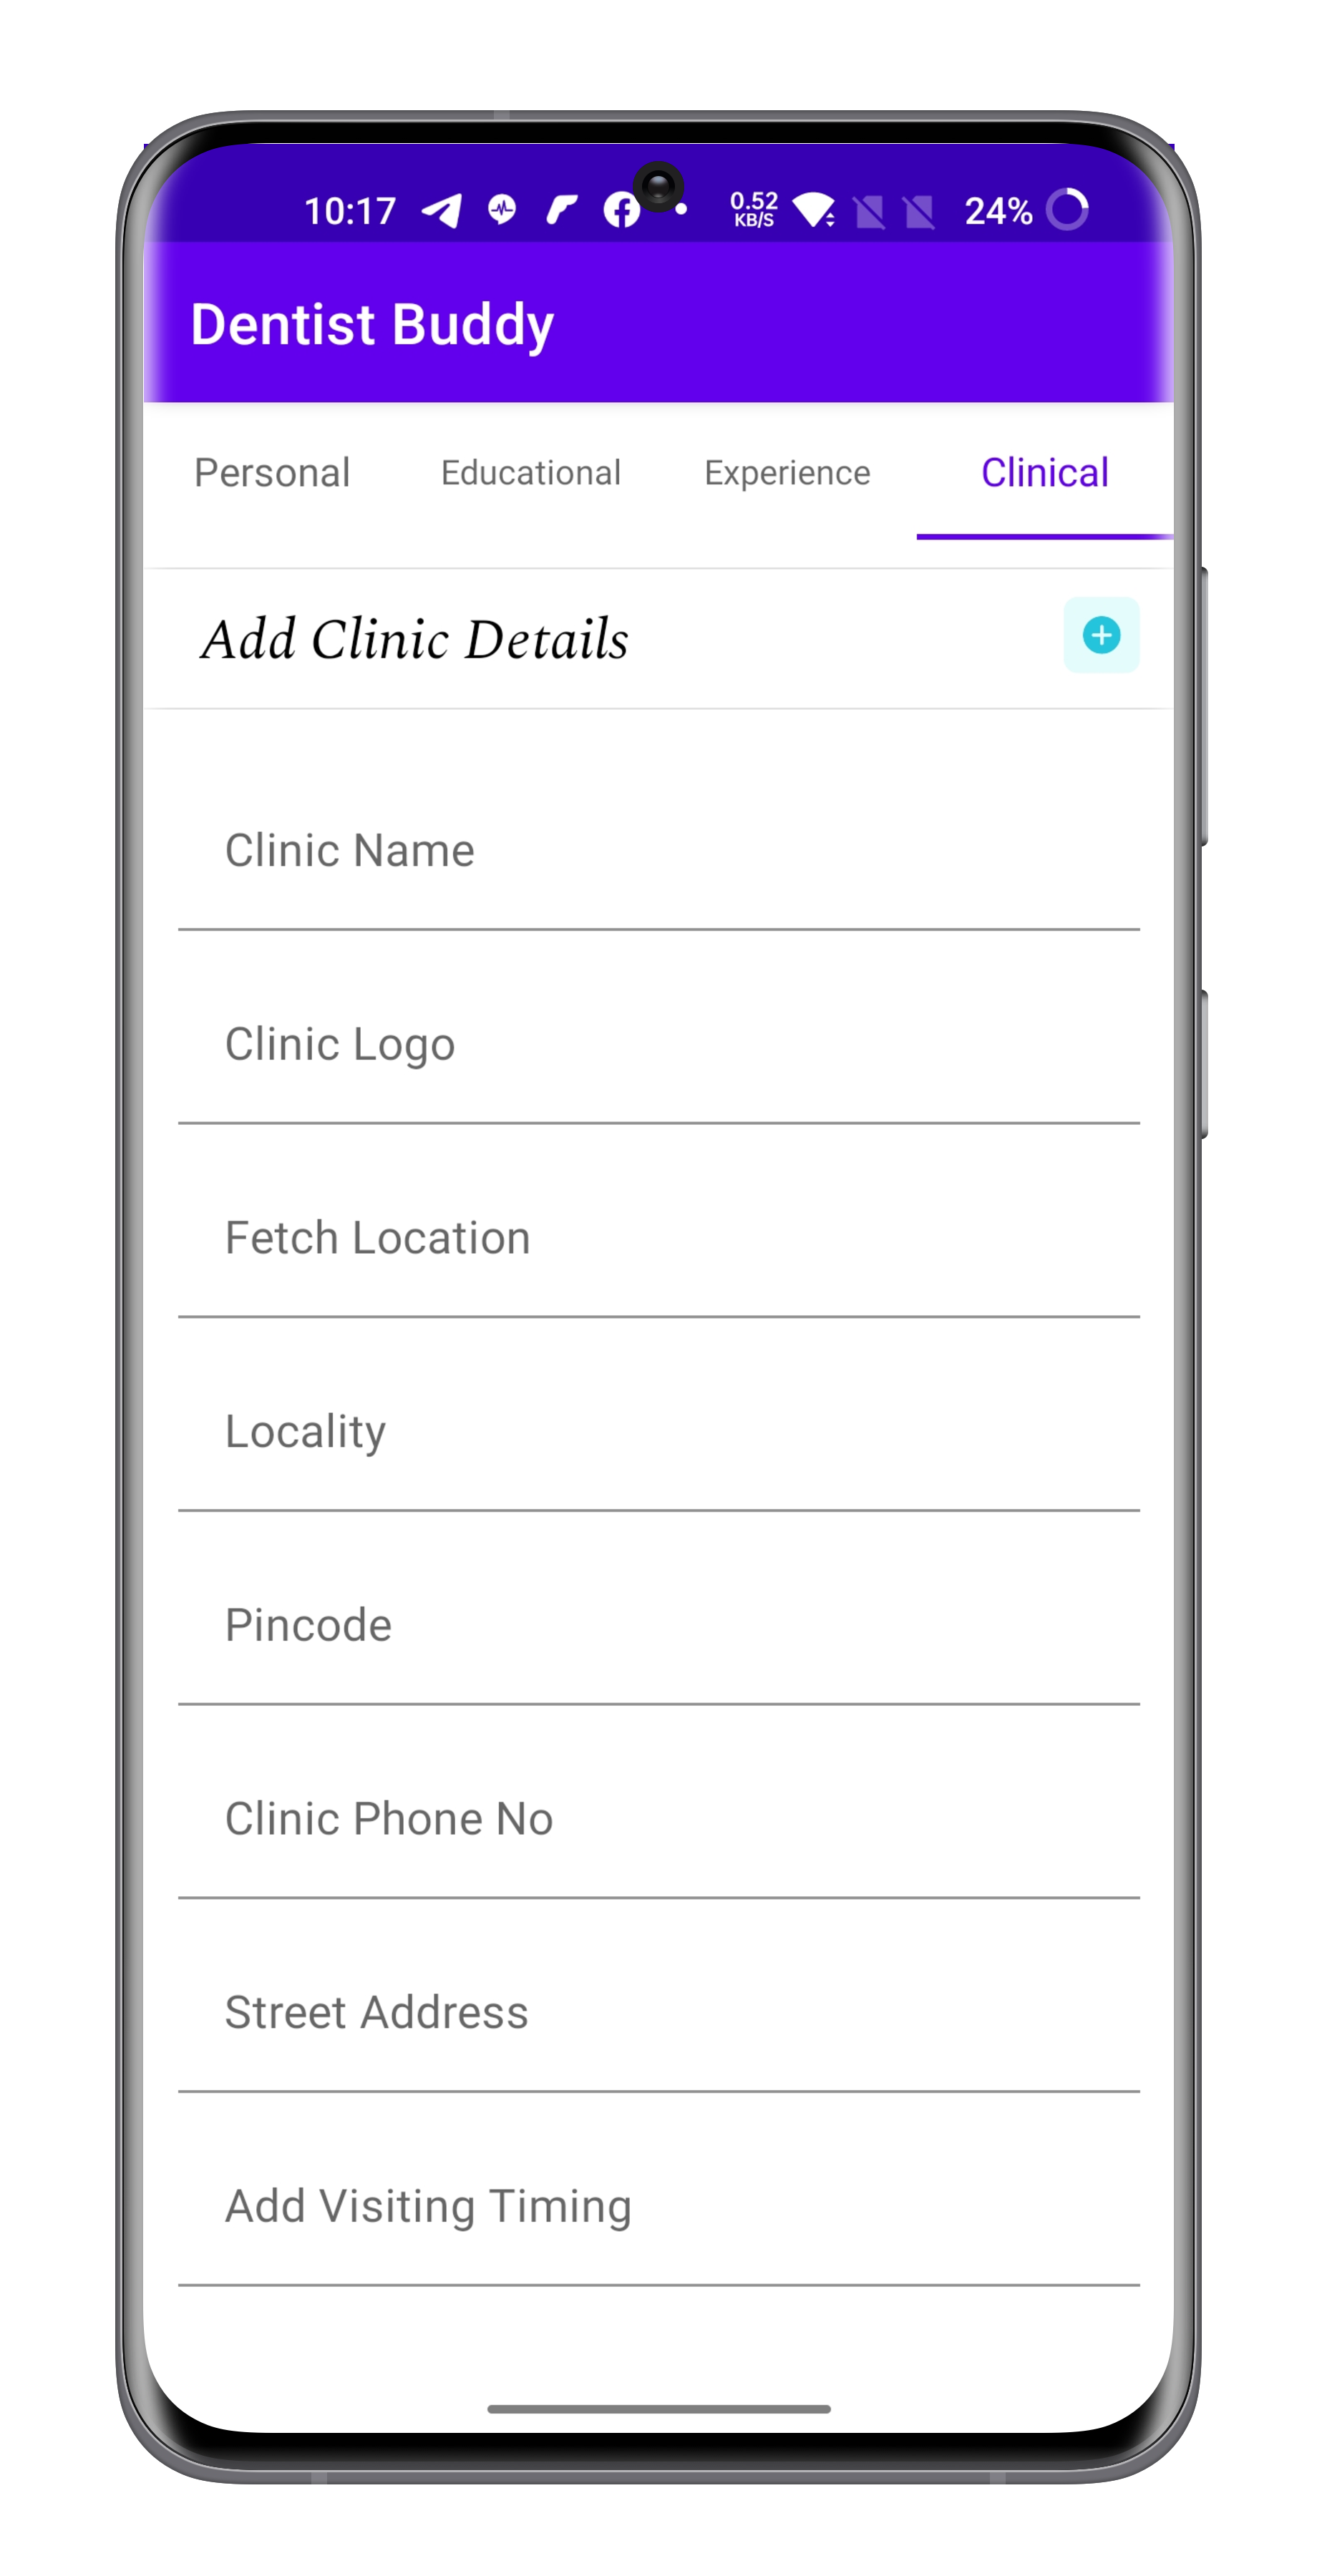 10:17 0.52 KB/S 24%
Dentist Buddy
Personal Educational Experience Clinical
Add Clinic Details
Clinic Name
Clinic Logo
Fetch Location
Locality
Pincode
Clinic Phone No
Street Address
Add Visiting Timing